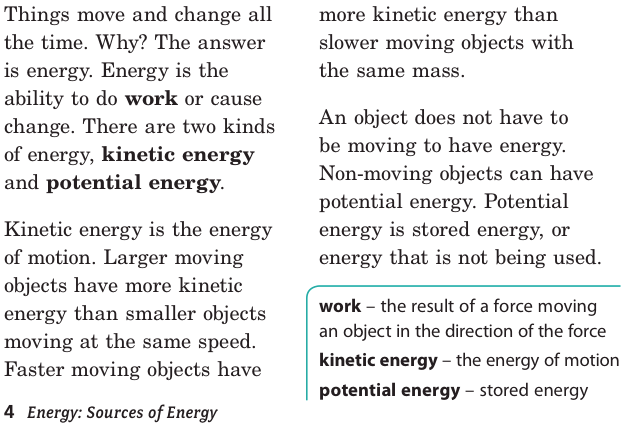 Things move and change all
the time. Why? The answer
is energy. Energy is the
ability to do work or cause
change. There are two kinds
of energy, kinetic energy
and potential energy.
Kinetic energy is the energy
of motion. Larger moving
objects have more kinetic
energy than smaller objects
moving at the same speed.
Faster moving objects have
more kinetic energy than
slower moving objects with
the same mass.
An object does not have to
be moving to have energy.
Non-moving objects can have
potential energy. Potential
energy is stored energy, or
energy that is not being used.
work – the result of a force moving
an object in the direction of the force
kinetic energy – the energy of motion
potential energy – stored energy
4 Energy: Sources of Energy